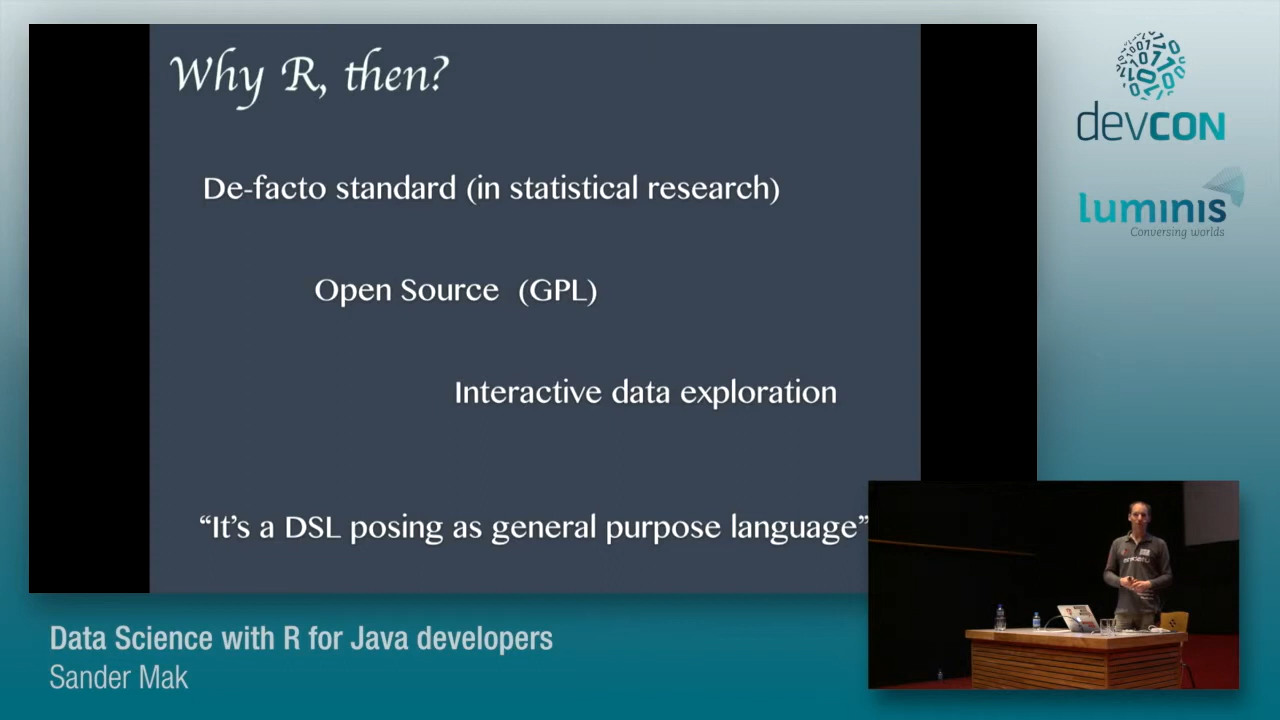 Why R, then?
De-facto standard (in statistical research)
Open Source (GPL)
Interactive data exploration
“It’s a DSL posing as general purpose language”
devcon
luminis
Conversing worlds
Data Science with R for Java developers
Sander Mak